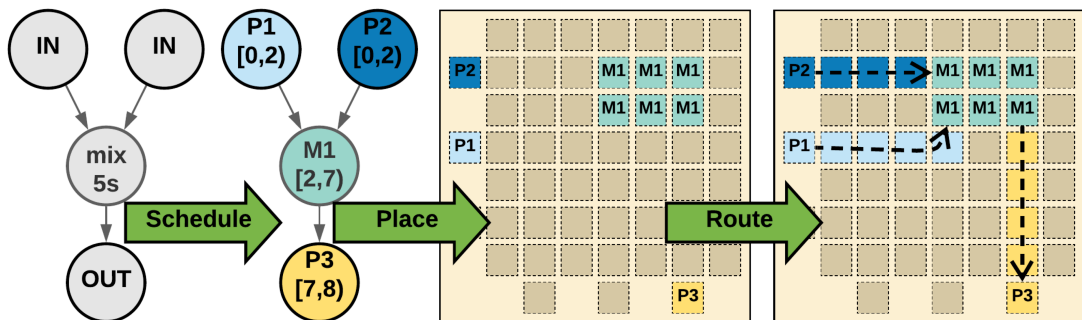 IN
IN
mix
5s
OUT
Schedule
P1
[0,2)
P2
[0,2)
M1
[2,7)
P3
[7,8)
Place
P2
M1 M1 M1
M1 M1 M1
P1
P3
Route
P2
M1 M1 M1
M1 M1
P1
P3